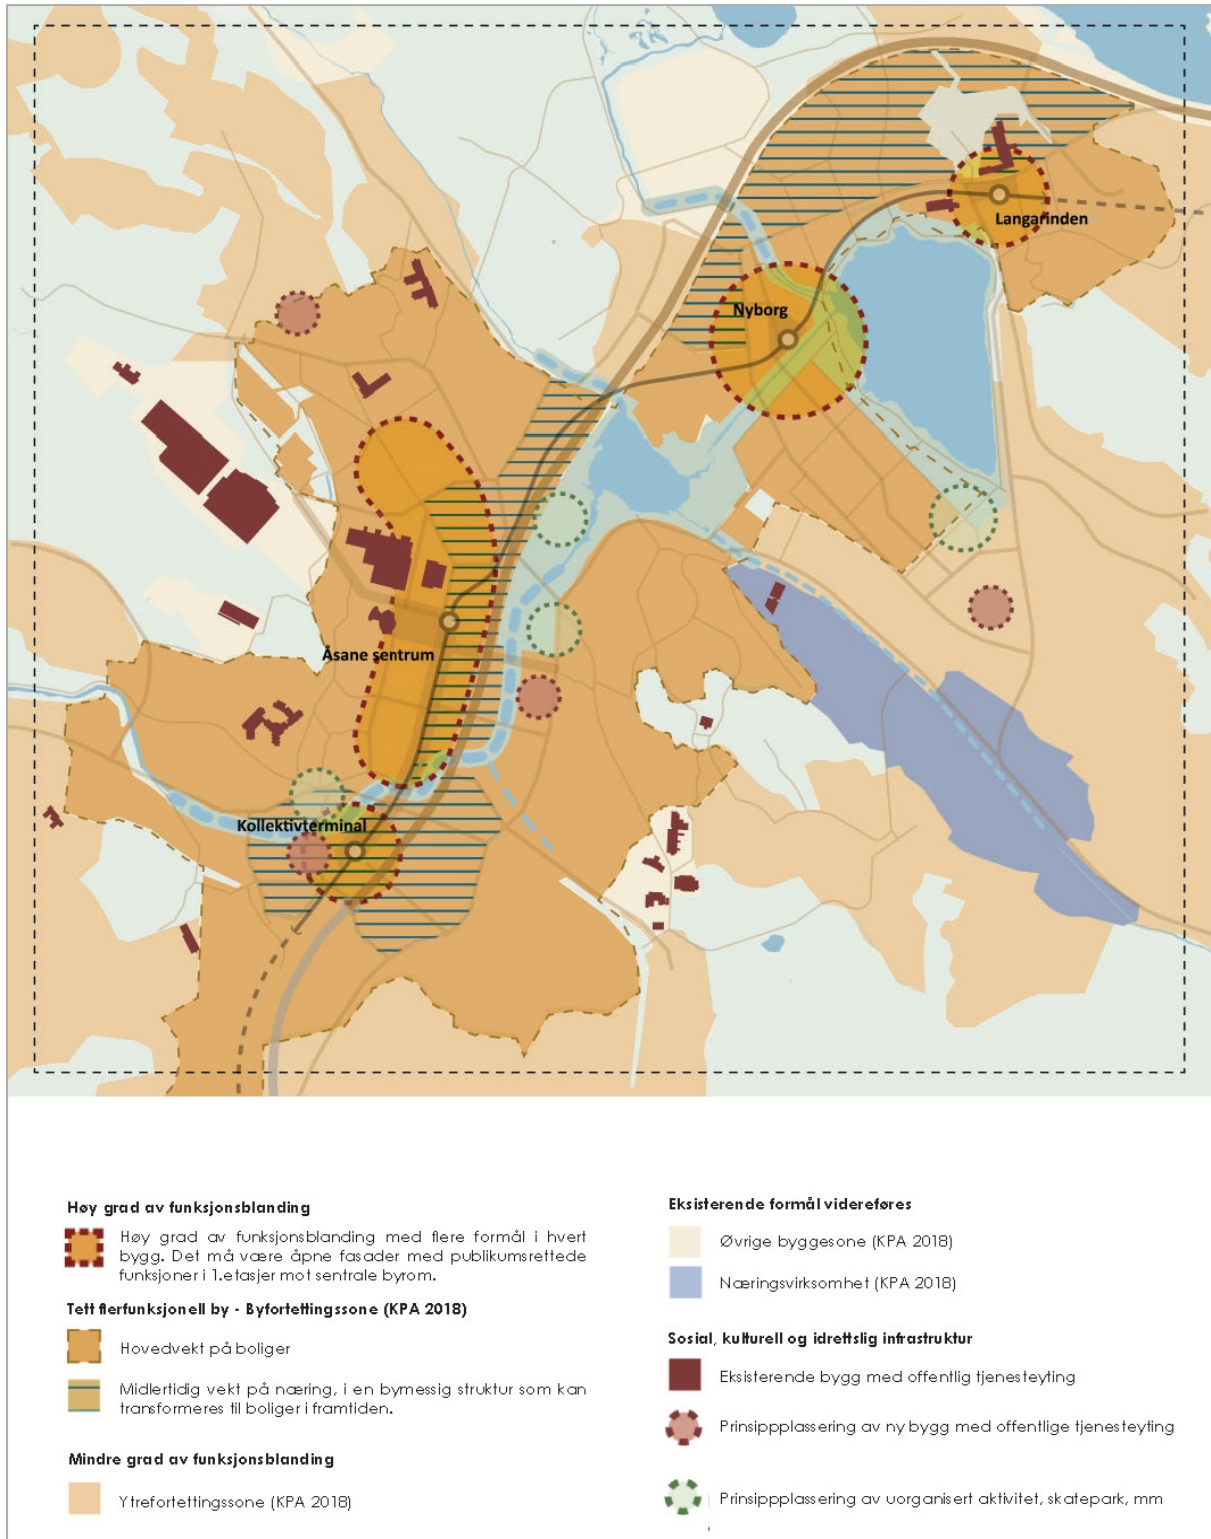 Langarinden
Nyborg
Åsane sentrum
Kollektivterminal
Høy grad av funksjonsblanding
Høy grad av funksjonsblanding med flere formål i hvert
bygg. Det må være åpne fasader med publikumsrettede
funksjoner i 1.etasjer mot sentrale byrom.
Tett flerfunksjonell by - Byfortettingssone (KPA 2018)
Hovedvekt på boliger
Midlertidig vekt på næring, i en bymessig struktur som kan
transformeres til boliger i framtiden.
Mindre grad av funksjonsblanding
Ytrefortettingssone (KPA 2018)
Eksisterende formål videreføres
Øvrige byggesone (KPA 2018)
Næringsvirksomhet (KPA 2018)
Sosial, kulturell og idrettslig infrastruktur
Eksisterende bygg med offentlig tjenesteyting
Prinsippplassering av ny bygg med offentlige tjenesteyting
Prinsippplassering av uorganisert aktivitet, skatepark, mm